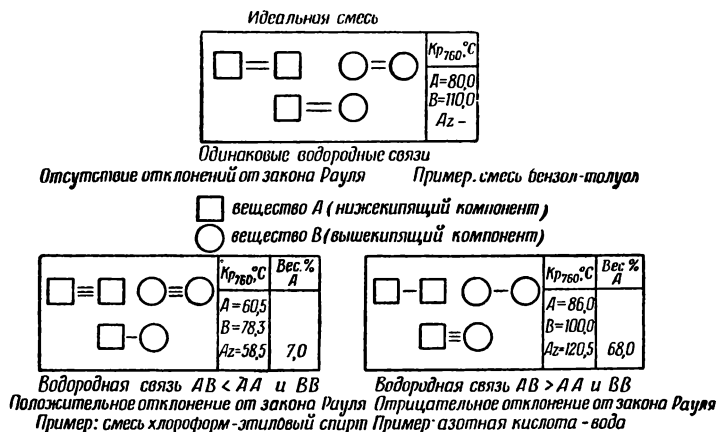 Идеальная смесь
Кр₇₆₀,°С
А=80,0
В=110,0
Аz –
Одинаковые водородные связи
Отсутствие отклонений от закона Рауля Пример. смесь бензол-толуол
вещество А (нижекипящий компонент)
вещество В (вышекипящий компонент)
Кр₇₆₀,°С Вес. % А
А=60,5
В=78,3
Аz=58,5 7,0
Водородная связь АВ < АА и ВВ
Положительное отклонение от закона Рауля
Пример: смесь хлороформ-этиловый спирт
Кр₇₆₀,°С Вес % А
А=86,0
В=100,0
Аz=120,5 68,0
Водородная связь АВ > АА и ВВ
Отрицательное отклонение от закона Рауля
Пример: азотная кислота - вода